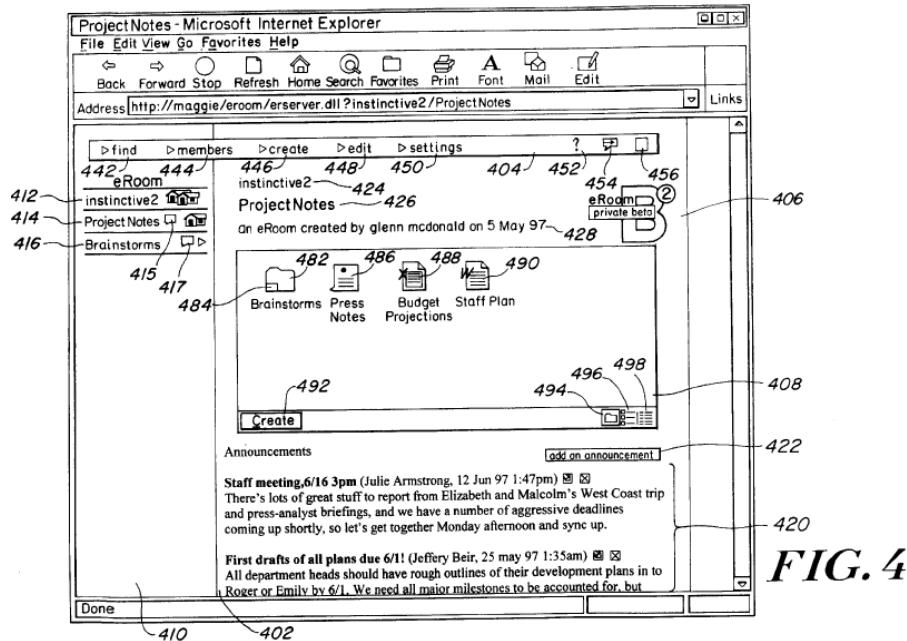 ProjectNotes - Microsoft Internet Explorer
File Edit View Go Favorites Help
Back Forward Stop Refresh Home Search Favorites Print Font Mail Edit
Address http://maggie/eroom/erserver.dll?instinctive2/ProjectNotes Links
▷find ▷members ▷create ▷edit ▷settings ?
442 444 446 448 450 404 452 454 456
412 eRoom
instinctive2
instinctive2 424
414 ProjectNotes
ProjectNotes 426
eRoom 2
private beta
B
406
416 Brainstorms
an eRoom created by glenn mcdonald on 5 May 97 428
415 417
482 486 488 490
484
X W
Brainstorms Press Notes Budget Projections Staff Plan
492 494 496 498
408
Create
422
Announcements add an announcement
Staff meeting,6/16 3pm (Julie Armstrong, 12 Jun 97 1:47pm)
There's lots of great stuff to report from Elizabeth and Malcolm's West Coast trip
and press-analyst briefings, and we have a number of aggressive deadlines
coming up shortly, so let's get together Monday afternoon and sync up.
420
First drafts of all plans due 6/1! (Jeffery Beir, 25 may 97 1:35am)
All department heads should have rough outlines of their development plans in to
Roger or Emily by 6/1. We need all major milestones to be accounted for, but
FIG. 4
Done
410 402